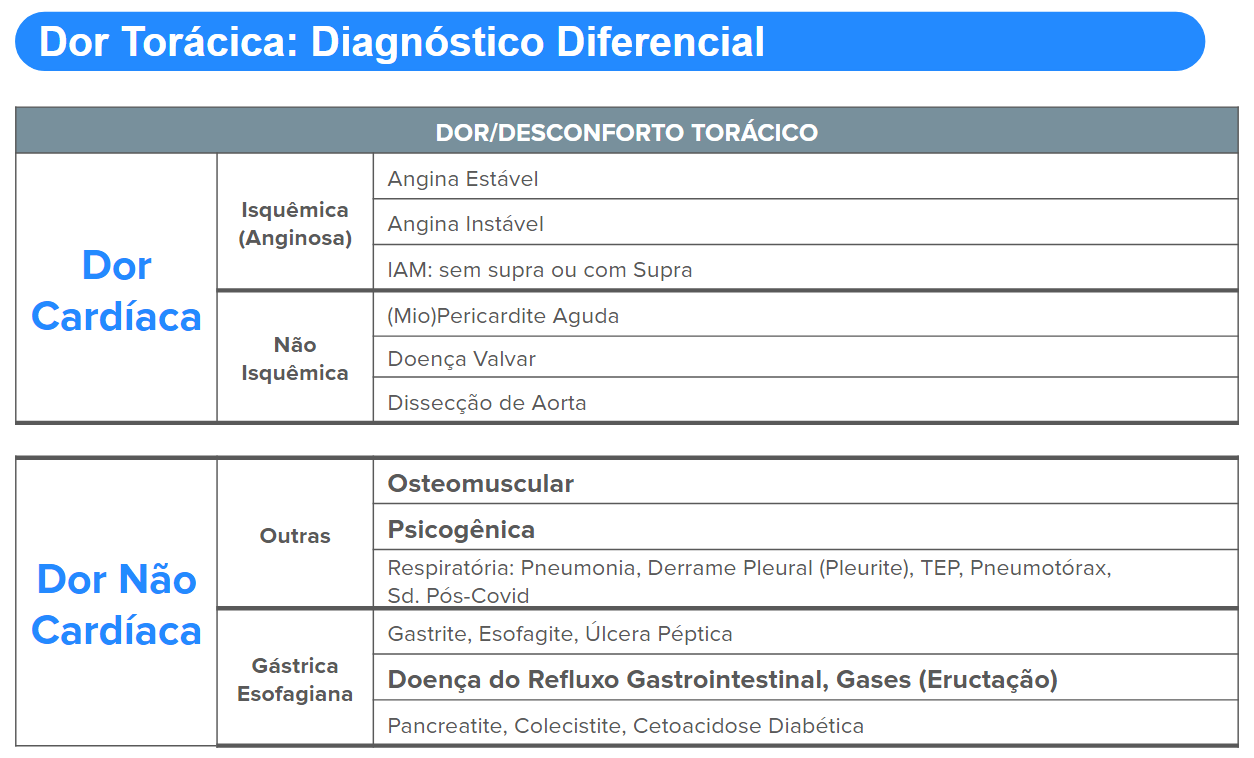 Dor Torácica: Diagnóstico Diferencial
DOR/DESCONFORTO TORÁCICO
Dor
Cardíaca
Isquêmica
(Anginosa)
Angina Estável
Angina Instável
IAM: sem supra ou com Supra
Não
Isquêmica
(Mio)Pericardite Aguda
Doença Valvar
Dissecção de Aorta
Dor Não
Cardíaca
Outras
Osteomuscular
Psicogênica
Respiratória: Pneumonia, Derrame Pleural (Pleurite), TEP, Pneumotórax,
Sd. Pós-Covid
Gástrica
Esofagiana
Gastrite, Esofagite, Úlcera Péptica
Doença do Refluxo Gastrointestinal, Gases (Eructação)
Pancreatite, Colecistite, Cetoacidose Diabética